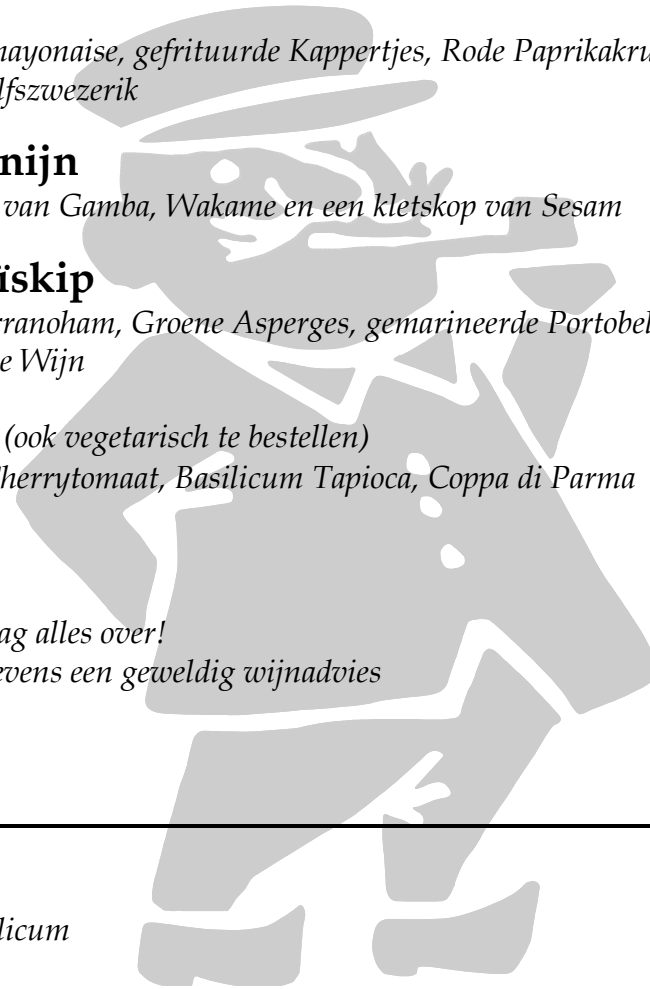 mayonaise, gefrituurde Kappertjes, Rode Paprikakru
lfszwezerik
nijn
van Gamba, Wakame en een kletskop van Sesam
ïskip
rranoham, Groene Asperges, gemarineerde Portobel
e Wijn
(ook vegetarisch te bestellen)
Cherrytomaat, Basilicum Tapioca, Coppa di Parma
ag alles over!
evens een geweldig wijnadvies
licum